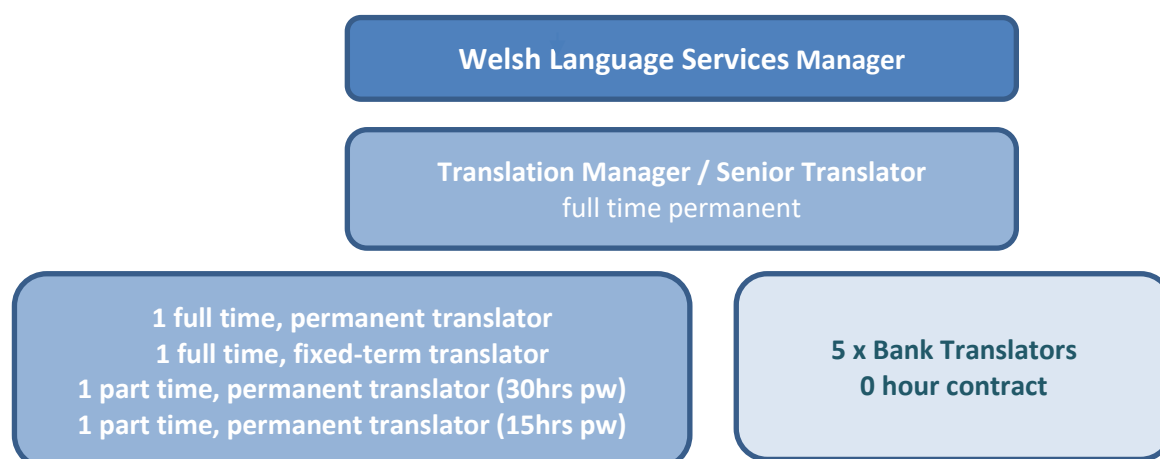 Welsh Language Services Manager
Translation Manager / Senior Translator
full time permanent
1 full time, permanent translator
1 full time, fixed-term translator
1 part time, permanent translator (30hrs pw)
1 part time, permanent translator (15hrs pw)
5 x Bank Translators
0 hour contract